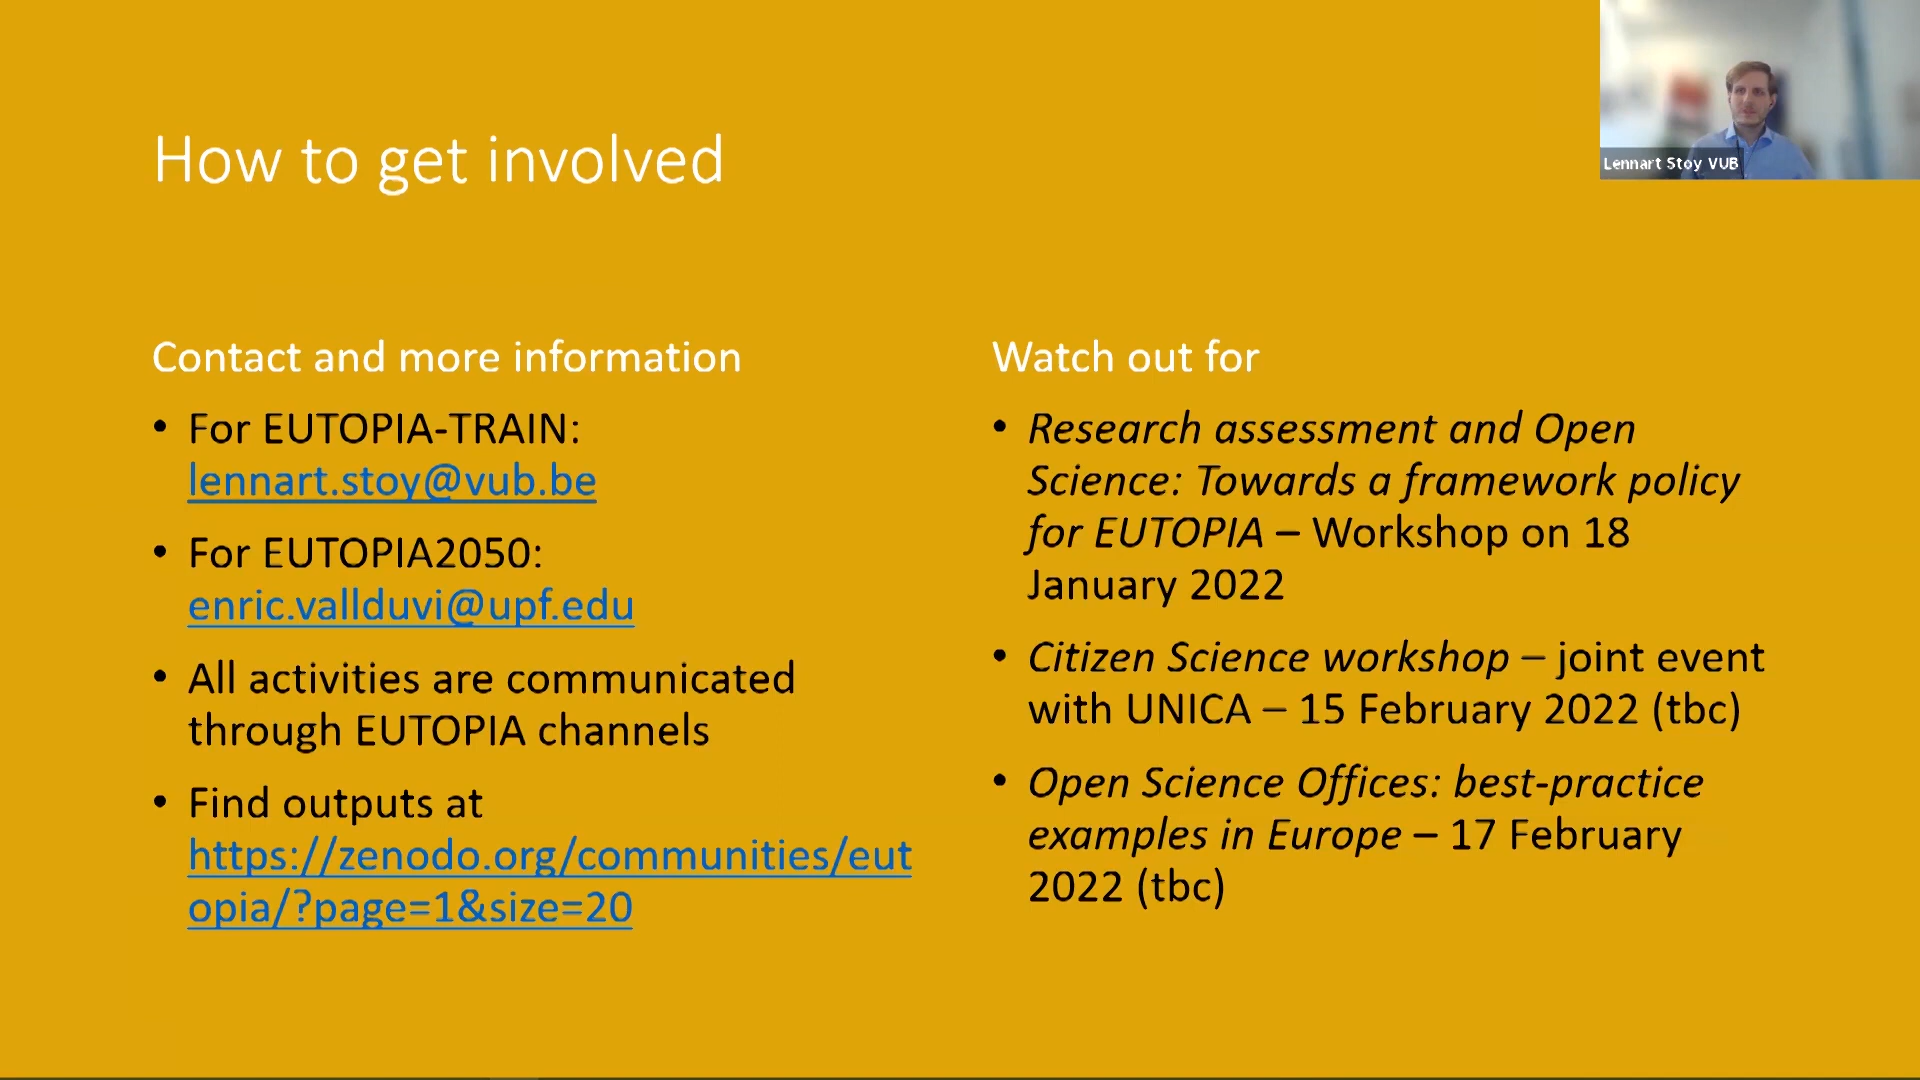 How to get involved
Lennart Stoy VUB
Contact and more information
• For EUTOPIA-TRAIN:
lennart.stoy@vub.be
• For EUTOPIA2050:
enric.vallduvi@upf.edu
• All activities are communicated
through EUTOPIA channels
• Find outputs at
https://zenodo.org/communities/eut
opia/?page=1&size=20
Watch out for
• Research assessment and Open
Science: Towards a framework policy
for EUTOPIA – Workshop on 18
January 2022
• Citizen Science workshop – joint event
with UNICA – 15 February 2022 (tbc)
• Open Science Offices: best-practice
examples in Europe – 17 February
2022 (tbc)